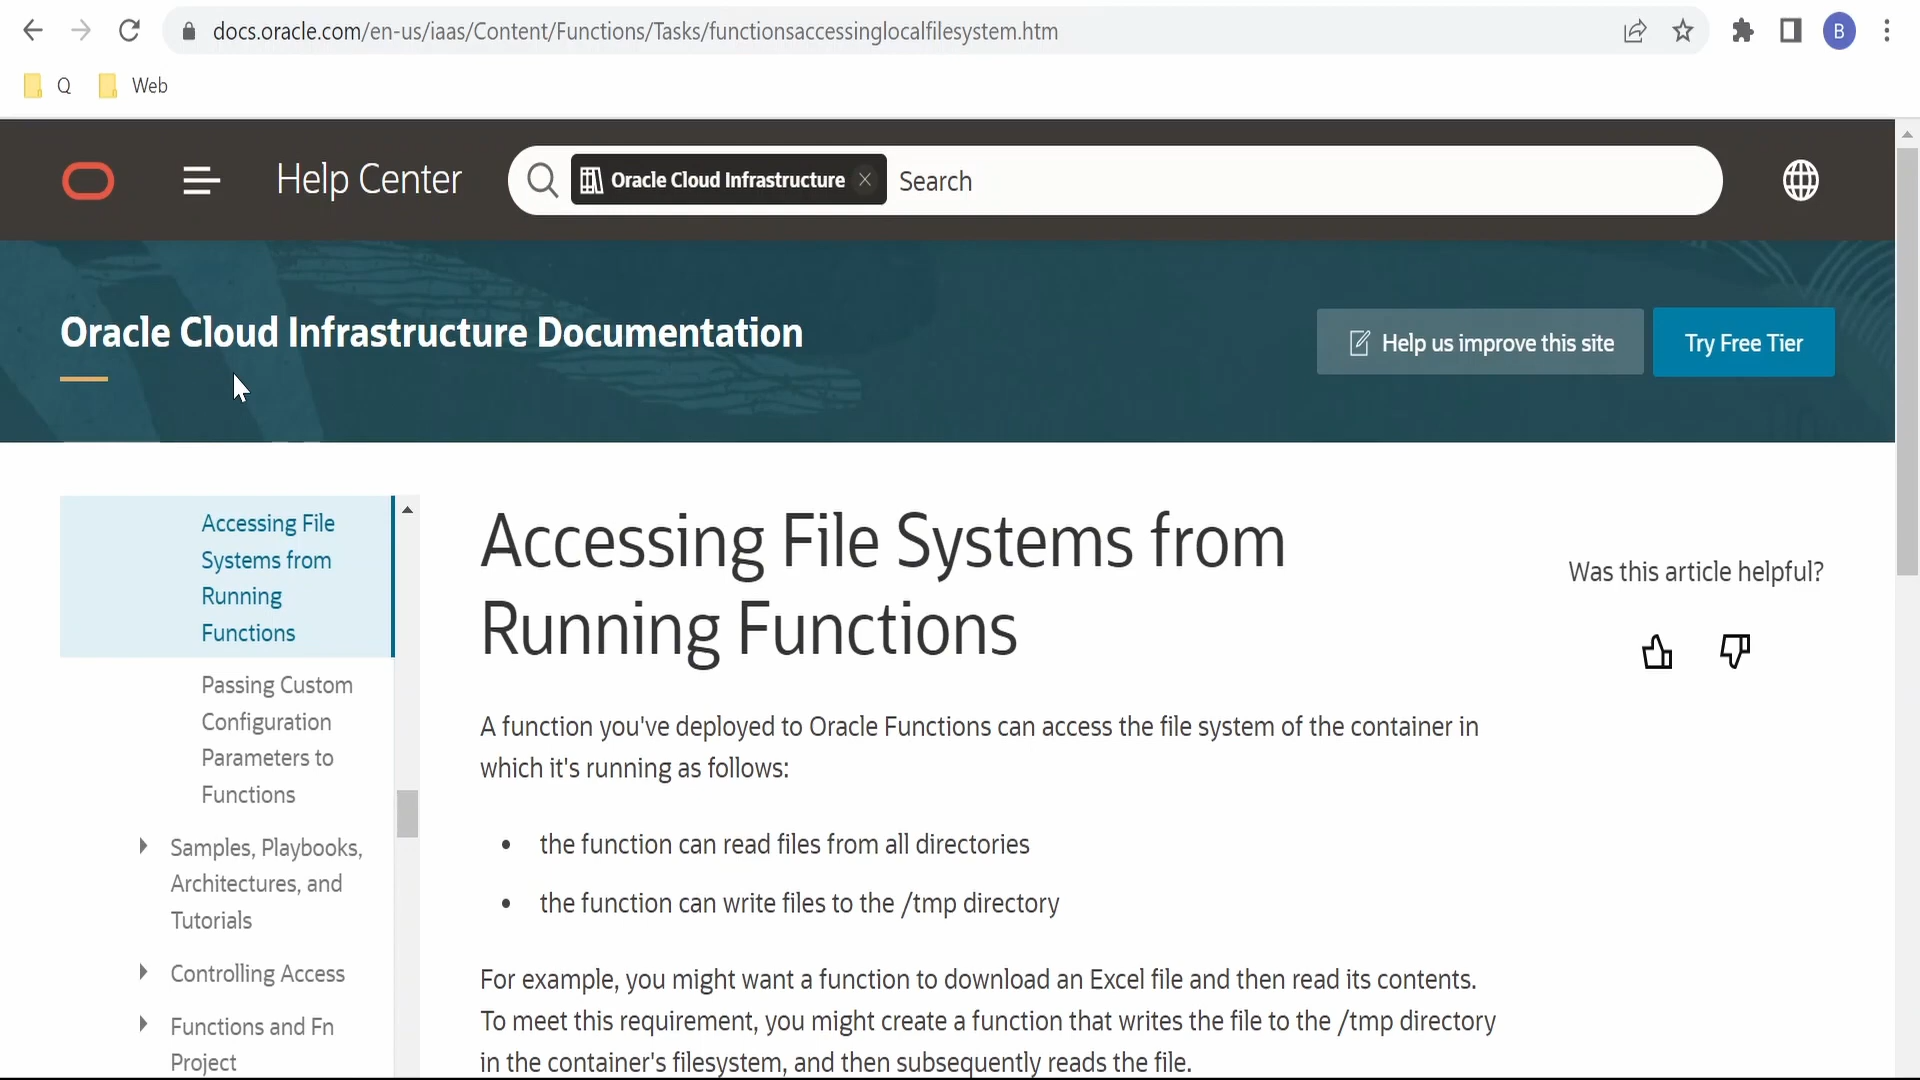 docs.oracle.com/en-us/iaas/Content/Functions/Tasks/functionsaccessinglocalfilesystem.htm
B
Q
Web
Help Center
Oracle Cloud Infrastructure
Search
Oracle Cloud Infrastructure Documentation
Help us improve this site
Try Free Tier
Accessing File
Systems from
Running
Functions
Passing Custom
Configuration
Parameters to
Functions
Samples, Playbooks,
Architectures, and
Tutorials
Controlling Access
Functions and Fn
Project
Accessing File Systems from
Running Functions
A function you've deployed to Oracle Functions can access the file system of the container in
which it's running as follows:
• the function can read files from all directories
• the function can write files to the /tmp directory
For example, you might want a function to download an Excel file and then read its contents.
To meet this requirement, you might create a function that writes the file to the /tmp directory
in the container's filesystem, and then subsequently reads the file.
Was this article helpful?